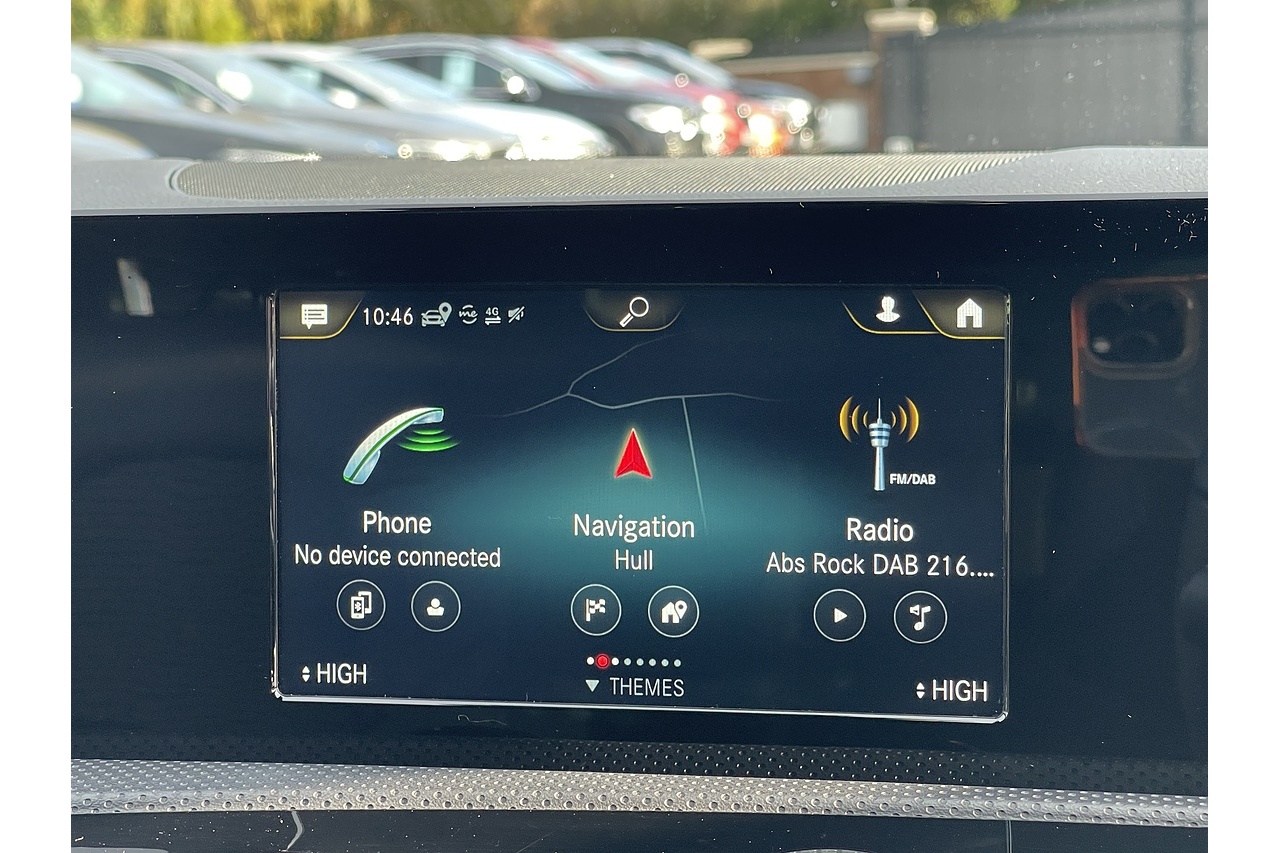 10:46
me
4G
FM/DAB
Phone
No device connected
Navigation
Hull
Radio
Abs Rock DAB 216....
HIGH
THEMES
HIGH